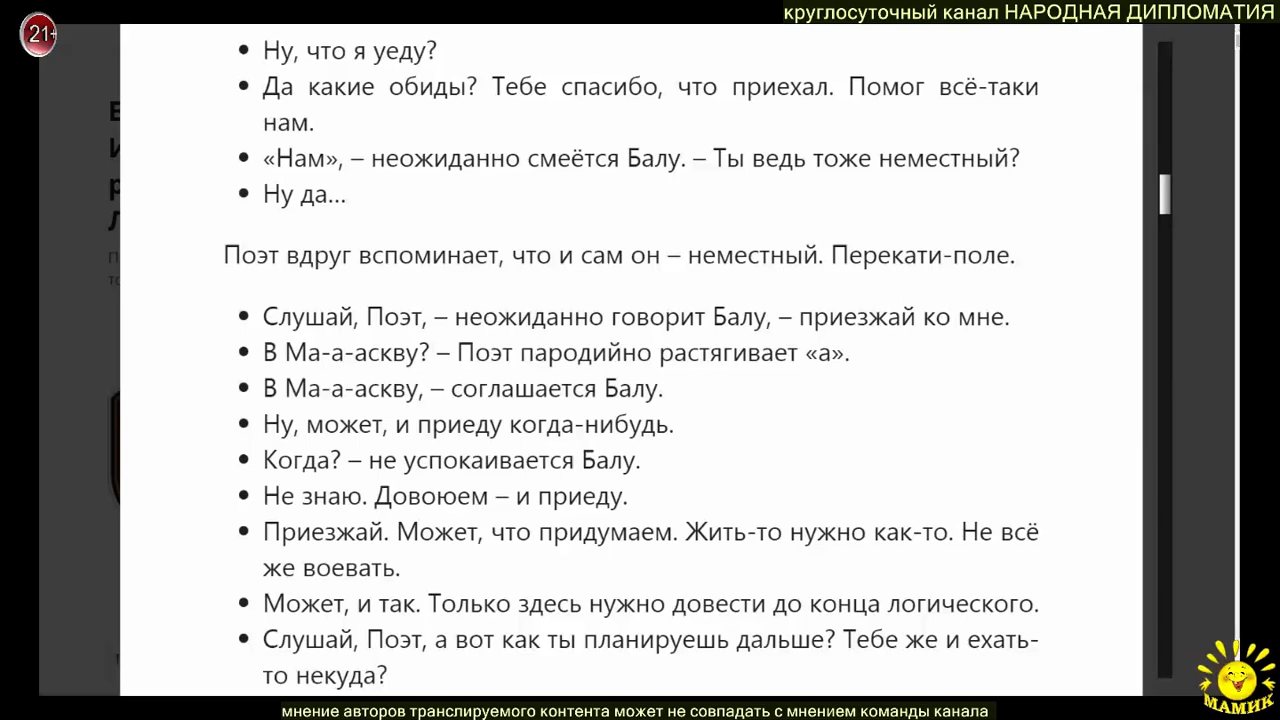 круглосуточный канал НАРОДНАЯ ДИПЛОМАТИЯ
21+
• Ну, что я уеду?
• Да какие обиды? Тебе спасибо, что приехал. Помог всё-таки
нам.
• «Нам», – неожиданно смеётся Балу. – Ты ведь тоже неместный?
• Ну да...
Поэт вдруг вспоминает, что и сам он – неместный. Перекати-поле.
• Слушай, Поэт, – неожиданно говорит Балу, – приезжай ко мне.
• В Ма-а-аскву? – Поэт пародийно растягивает «а».
• В Ма-а-аскву, – соглашается Балу.
• Ну, может, и приеду когда-нибудь.
• Когда? – не успокаивается Балу.
• Не знаю. Довоюем – и приеду.
• Приезжай. Может, что придумаем. Жить-то нужно как-то. Не всё
же воевать.
• Может, и так. Только здесь нужно довести до конца логического.
• Слушай, Поэт, а вот как ты планируешь дальше? Тебе же и ехать-
то некуда?
МАМИК
мнение авторов транслируемого контента может не совпадать с мнением команды канала